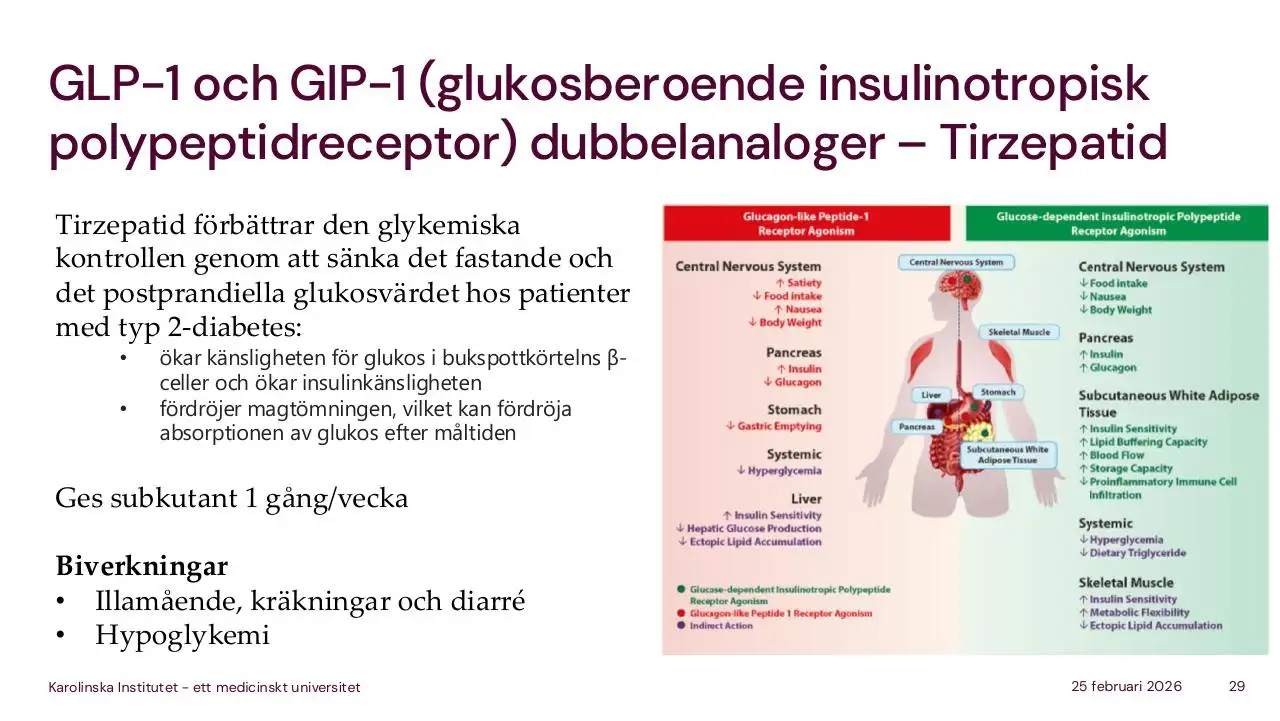 GLP-1 och GIP-1 (glukosberoende insulinotropisk
polypeptidreceptor) dubbelanaloger – Tirzepatid
Tirzepatid förbättrar den glykemiska
kontrollen genom att sänka det fastande och
det postprandiella glukosvärdet hos patienter
med typ 2-diabetes:
• ökar känsligheten för glukos i bukspottkörtelns β-
celler och ökar insulinkänsligheten
• fördröjer magtömningen, vilket kan fördröja
absorptionen av glukos efter måltiden
Ges subkutant 1 gång/vecka
Biverkningar
• Illamående, kräkningar och diarré
• Hypoglykemi
Glucagon-like Peptide-1
Receptor Agonism
Central Nervous System
↑ Satiety
↓ Food intake
↑ Nausea
↓ Body Weight
Pancreas
↑ Insulin
↓ Glucagon
Stomach
↓ Gastric Emptying
Systemic
↓ Hyperglycemia
Liver
↑ Insulin Sensitivity
↓ Hepatic Glucose Production
↓ Ectopic Lipid Accumulation
● Glucose-dependent Insulinotropic Polypeptide
Receptor Agonism
● Glucagon-like Peptide 1 Receptor Agonism
● Indirect Action
Central Nervous System
Skeletal Muscle
Liver
Stomach
Pancreas
Subcutaneous White
Adipose Tissue
Glucose-dependent insulinotropic Polypeptide
Receptor Agonism
Central Nervous System
↓ Food intake
↓ Nausea
↓ Body Weight
Pancreas
↑ Insulin
↑ Glucagon
Subcutaneous White Adipose
Tissue
↑ Insulin Sensitivity
↑ Lipid Buffering Capacity
↑ Blood Flow
↑ Storage Capacity
↓ Proinflammatory Immune Cell
Infiltration
Systemic
↓ Hyperglycemia
↓ Dietary Triglyceride
Skeletal Muscle
↑ Insulin Sensitivity
↑ Metabolic Flexibility
↓ Ectopic Lipid Accumulation
Karolinska Institutet - ett medicinskt universitet
25 februari 2026
29